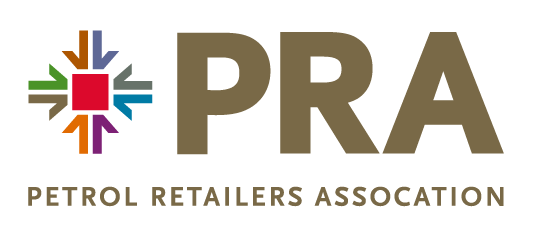 PRA
PETROL RETAILERS ASSOCATION